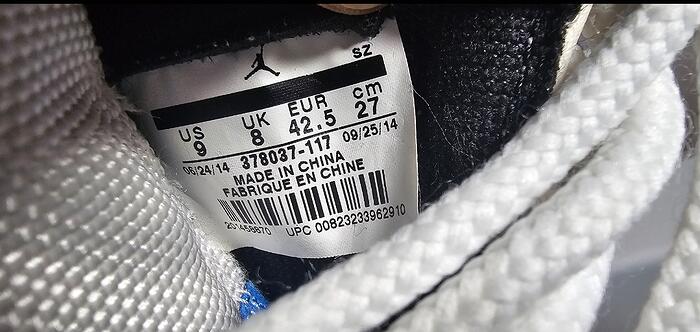 SZ
US UK EUR cm
9 8 42.5 27
06/24/14 378037-117 09/25/14
MADE IN CHINA
FABRIQUE EN CHINE
UPC 00823233962910